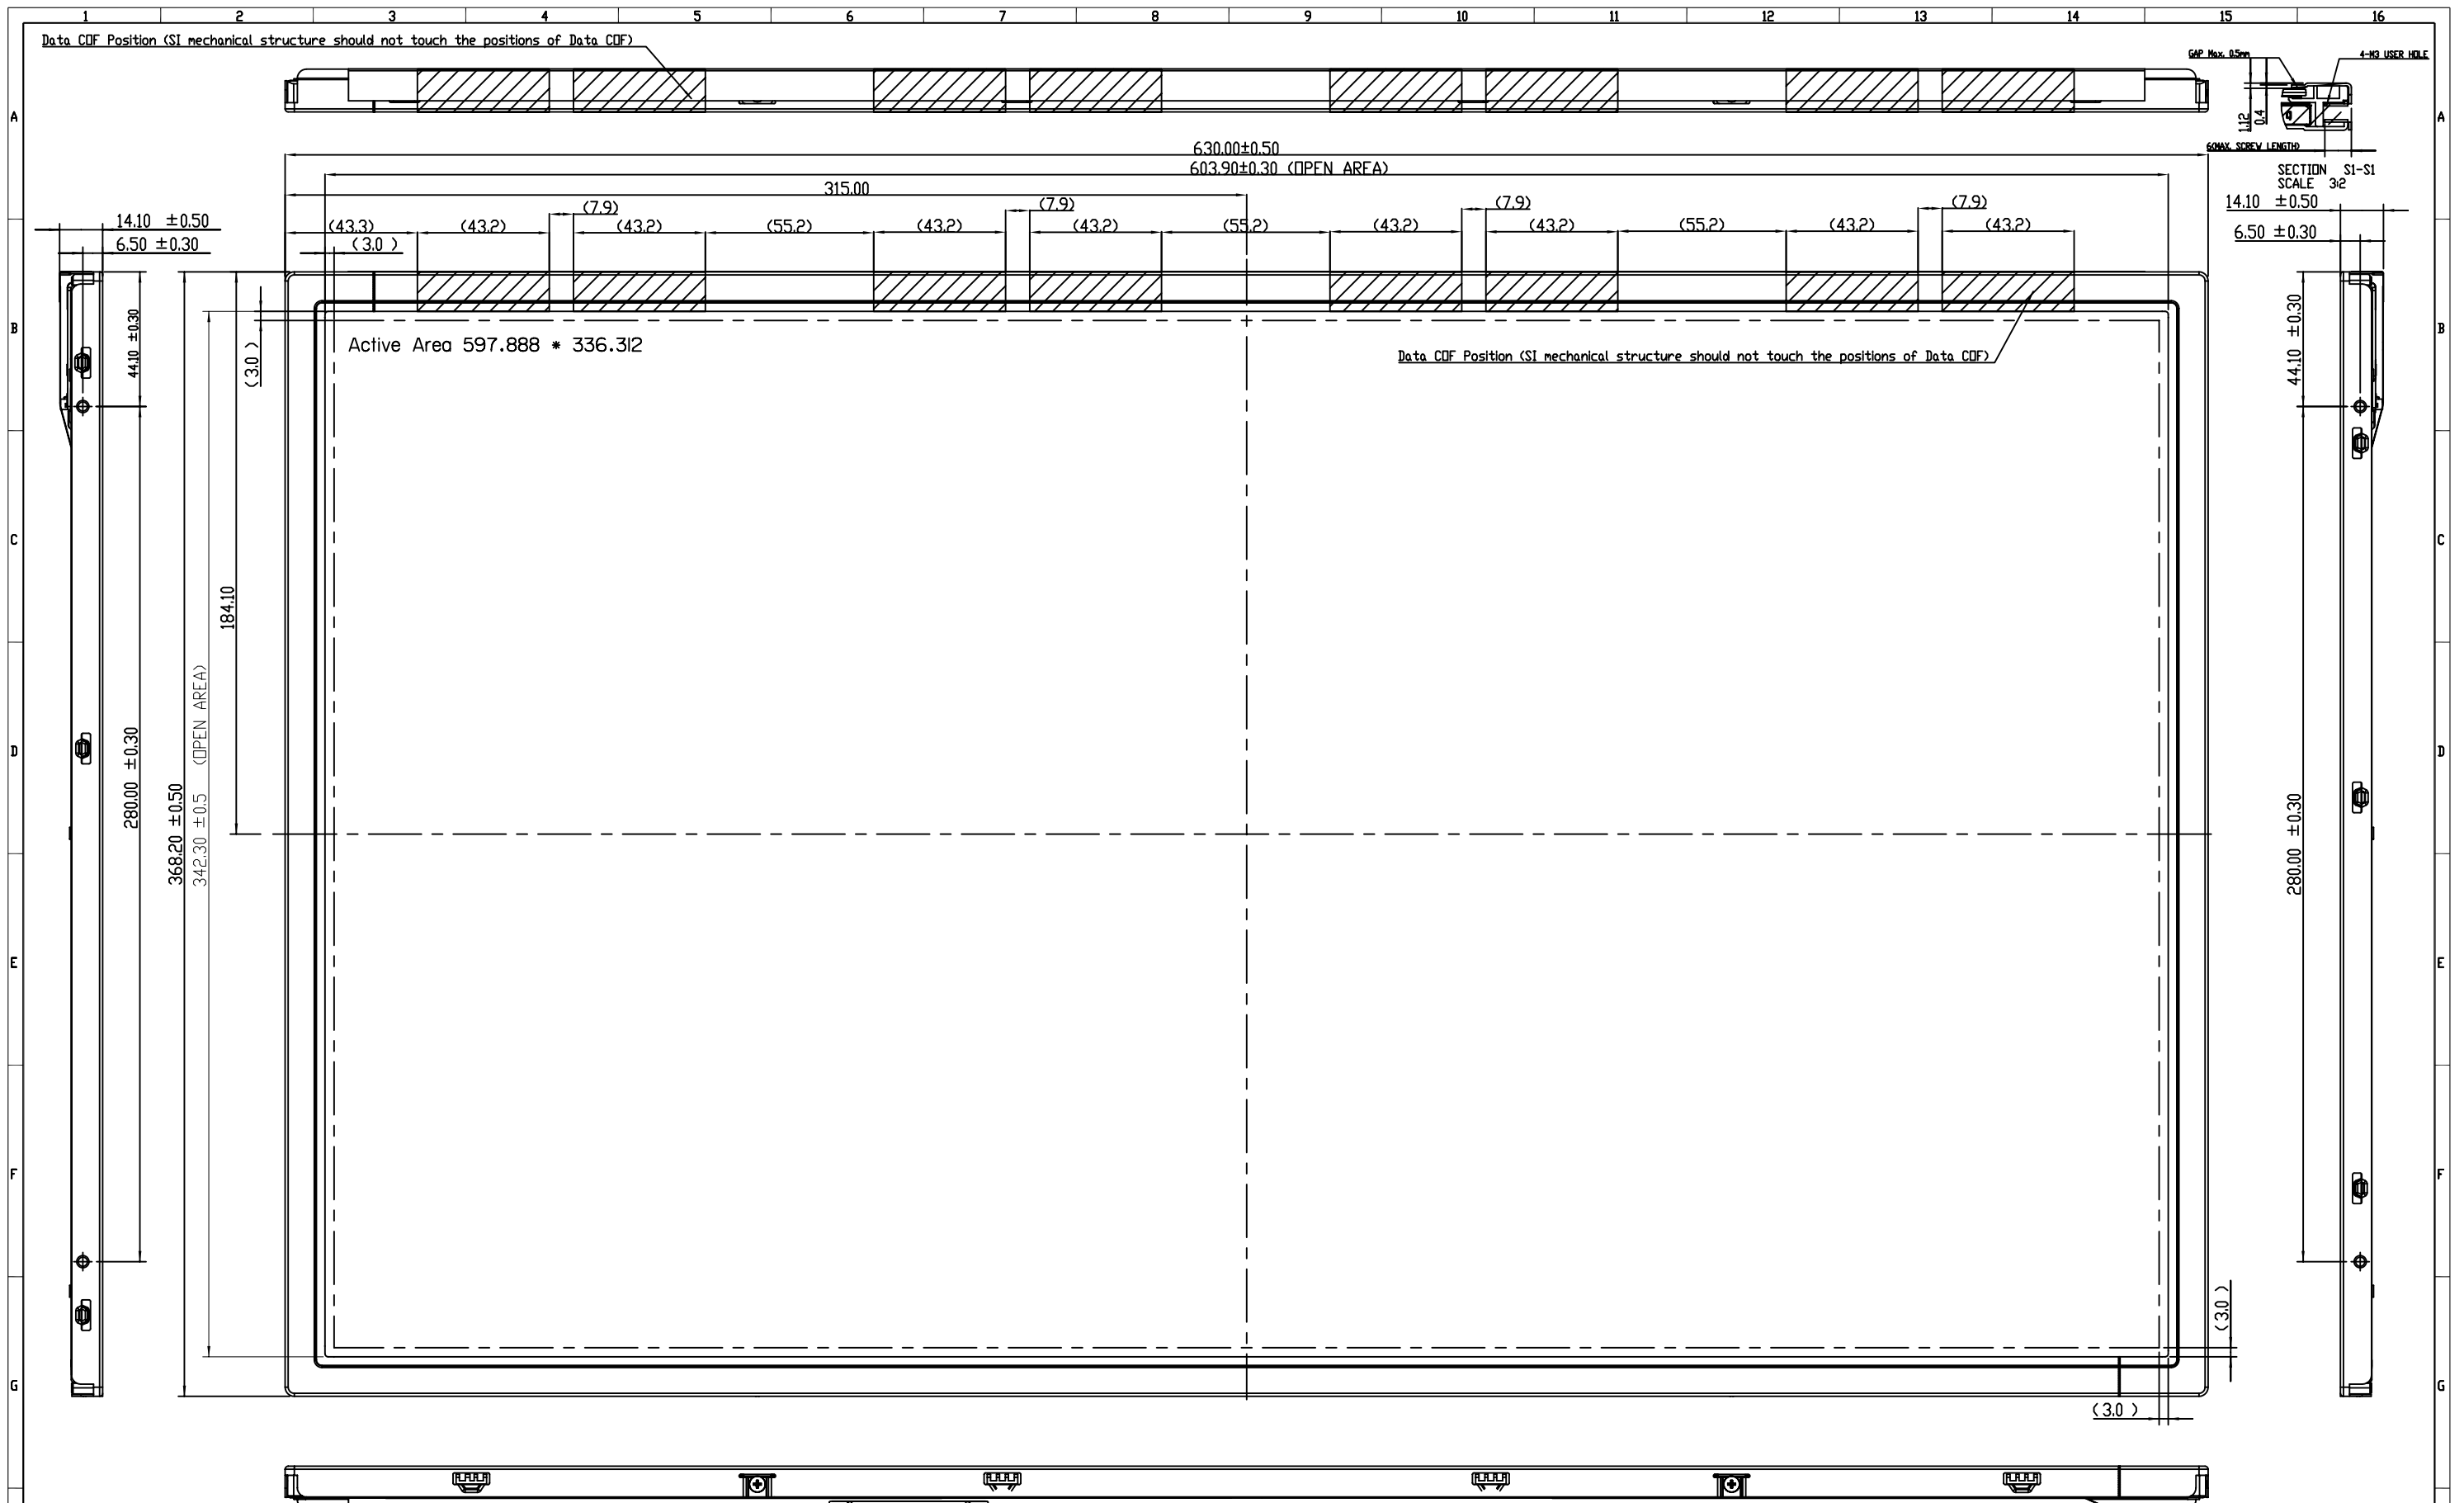 1 2 3 4 5 6 7 8 9 10 11 12 13 14 15 16
Data COF Position (SI mechanical structure should not touch the positions of Data COF)
GAP Max. 0.5mm
4-M3 USER HOLE
A
A
1.12
0.4
6(MAX. SCREW LENGTH)
SECTION S1-S1
SCALE 3:2
630.00±0.50
603.90±0.30 (OPEN AREA)
315.00
14.10 ±0.50
6.50 ±0.30
(7.9) (7.9) (7.9) (7.9)
(43.3) (43.2) (43.2) (55.2) (43.2) (43.2) (55.2) (43.2) (43.2) (55.2) (43.2) (43.2)
(3.0 )
14.10 ±0.50
6.50 ±0.30
B
B
44.10 ±0.30
(3.0 )
Active Area 597.888 * 336.312
Data COF Position (SI mechanical structure should not touch the positions of Data COF)
44.10 ±0.30
C
C
184.10
D
D
280.00 ±0.30
368.20 ±0.50
342.30 ±0.5 (OPEN AREA)
280.00 ±0.30
E
E
F
F
(3.0 )
G
G
(3.0 )